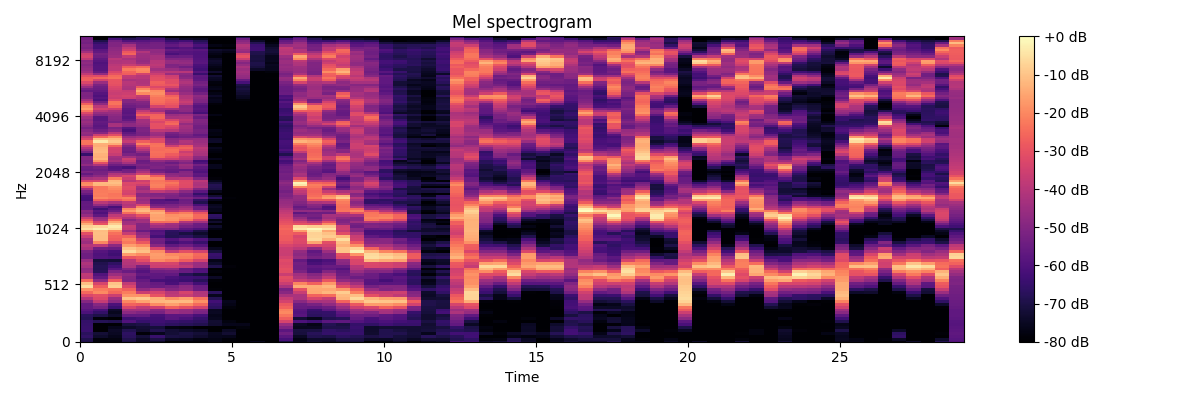 Mel spectrogram
+0 dB
8192
-10 dB
4096
-20 dB
-30 dB
2048
Hz
-40 dB
1024
-50 dB
512
-60 dB
-70 dB
0
-80 dB
0 5 10 15 20 25
Time